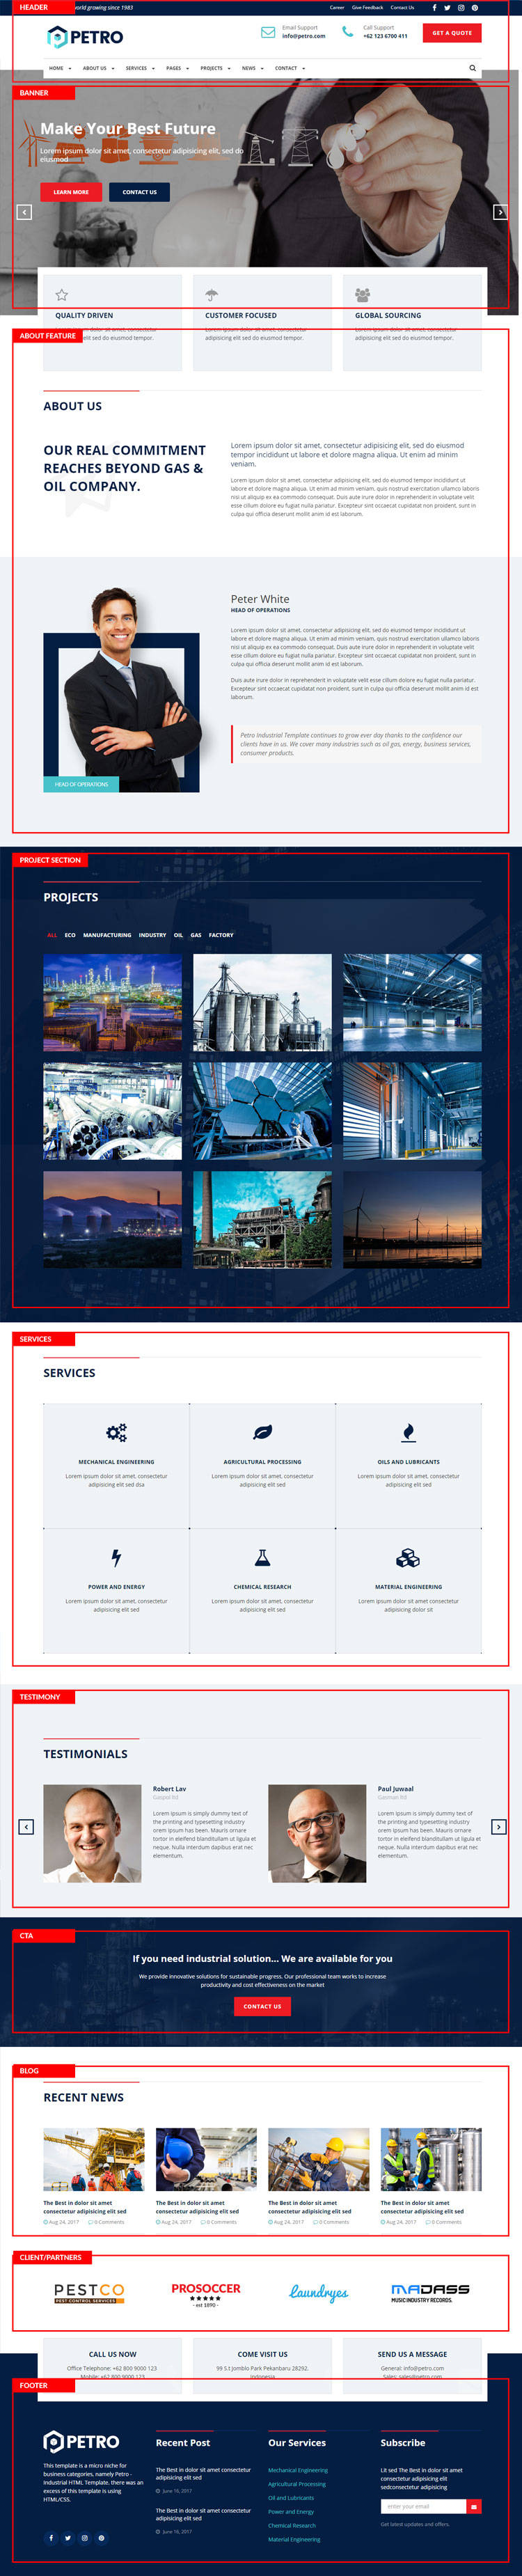 HEADER
world growing since 1983
Career Give Feedback Contact Us
PETRO
Email Support
info@petro.com
Call Support
+62 123 6700 411
GET A QUOTE
HOME ABOUT US SERVICES PAGES PROJECTS NEWS CONTACT
BANNER
Make Your Best Future
Lorem ipsum dolor sit amet, consectetur adipisicing elit, sed do
eiusmod
LEARN MORE CONTACT US
QUALITY DRIVEN
dolor sit amet, consectetur
elit sed do eiusmod tempor.
CUSTOMER FOCUSED
Lorem ipsum dolor sit amet, consectetur
adipisicing elit sed do eiusmod tempor.
GLOBAL SOURCING
Lorem ipsum dolor sit amet, consectetur
adipisicing elit sed do eiusmod tempor.
ABOUT FEATURE
ABOUT US
OUR REAL COMMITMENT
REACHES BEYOND GAS &
OIL COMPANY.
Lorem ipsum dolor sit amet, consectetur adipisicing elit, sed do eiusmod
tempor incididunt ut labore et dolore magna aliqua. Ut enim ad minim
veniam.
Lorem ipsum dolor sit amet, consectetur adipisicing elit, sed do eiusmod tempor incididunt ut
labore et dolore magna aliqua. Ut enim ad minim veniam, quis nostrud exercitation ullamco laboris
nisi ut aliquip ex ea commodo consequat. Duis aute irure dolor in reprehenderit in voluptate velit
esse cillum dolore eu fugiat nulla pariatur. Excepteur sint occaecat cupidatat non proident, sunt in
culpa qui officia deserunt mollit anim id est laborum.
Peter White
HEAD OF OPERATIONS
Lorem ipsum dolor sit amet, consectetur adipisicing elit, sed do eiusmod tempor incididunt ut
labore et dolore magna aliqua. Ut enim ad minim veniam, quis nostrud exercitation ullamco laboris
nisi ut aliquip ex ea commodo consequat. Duis aute irure dolor in reprehenderit in voluptate velit
esse cillum dolore eu fugiat nulla pariatur. Excepteur sint occaecat cupidatat non proident, sunt in
culpa qui officia deserunt mollit anim id est laborum.
Duis aute irure dolor in reprehenderit in voluptate velit esse cillum dolore eu fugiat nulla pariatur.
Excepteur sint occaecat cupidatat non proident, sunt in culpa qui officia deserunt mollit anim id est
laborum.
Petro Industrial Template continues to grow ever day thanks to the confidence our
clients have in us. We cover many industries such as oil gas, energy, business services,
consumer products.
HEAD OF OPERATIONS
PROJECT SECTION
PROJECTS
ALL ECO MANUFACTURING INDUSTRY OIL GAS FACTORY
SERVICES
SERVICES
MECHANICAL ENGINEERING
Lorem ipsum dolor sit amet, consectetur
adipisicing elit sed dsa
AGRICULTURAL PROCESSING
Lorem ipsum dolor sit amet, consectetur
adipisicing elit sed
OILS AND LUBRICANTS
Lorem ipsum dolor sit amet, consectetur
adipisicing elit sed
POWER AND ENERGY
Lorem ipsum dolor sit amet, consectetur
adipisicing elit sed
CHEMICAL RESEARCH
Lorem ipsum dolor sit amet, consectetur
adipisicing elit sed
MATERIAL ENGINEERING
Lorem ipsum dolor sit amet consectetur
adipisicing dolor sit
TESTIMONY
TESTIMONIALS
Robert Lav
Gaspol ltd
Lorem Ipsum is simply dummy text of
the printing and typesetting industry
orem ipsum has been. Mauris ornare
tortor in eleifend blanditullam ut ligula et
neque. Nulla interdum dapibus erat nec
elementum.
Paul Juwaal
Gasman ltd
Lorem Ipsum is simply dummy text of
the printing and typesetting industry
orem ipsum has been. Mauris ornare
tortor in eleifend blanditullam ut ligula et
neque. Nulla interdum dapibus erat nec
elementum.
CTA
If you need industrial solution... We are available for you
We provide innovative solutions for sustainable progress. Our professional team works to increase
productivity and cost effectiveness on the market
CONTACT US
BLOG
RECENT NEWS
The Best in dolor sit amet
consectetur adipisicing elit sed
Aug 24, 2017 0 Comments
The Best in dolor sit amet
consectetur adipisicing elit sed
Aug 24, 2017 0 Comments
The Best in dolor sit amet
consectetur adipisicing elit sed
Aug 24, 2017 0 Comments
The Best in dolor sit amet
consectetur adipisicing elit sed
Aug 24, 2017 0 Comments
CLIENT/PARTNERS
PESTCO
PEST CONTROL SERVICES
PROSOCCER
- est 1890 -
Laundryes
MADASS
MUSIC INDUSTRY RECORDS.
CALL US NOW
Office Telephone: +62 800 9000 123
Mobile: +62 800 9000 123
COME VISIT US
99 S.t Jomblo Park Pekanbaru 28292.
Indonesia
SEND US A MESSAGE
General: info@petro.com
Sales: sales@petro.com
FOOTER
PETRO
This template is a micro niche for
business categories, namely Petro -
Industrial HTML Template. there was an
excess of this template is using
HTML/CSS.
Recent Post
The Best in dolor sit amet consectetur
adipisicing elit sed
June 16, 2017
The Best in dolor sit amet consectetur
adipisicing elit sed
June 16, 2017
Our Services
Mechanical Engineering
Agricultural Processing
Oil and Lubricants
Power and Energy
Chemical Research
Material Engineering
Subscribe
Lit sed The Best in dolor sit amet
consectetur adipisicing elit
sedconsectetur adipisicing
enter your email
Get latest updates and offers.